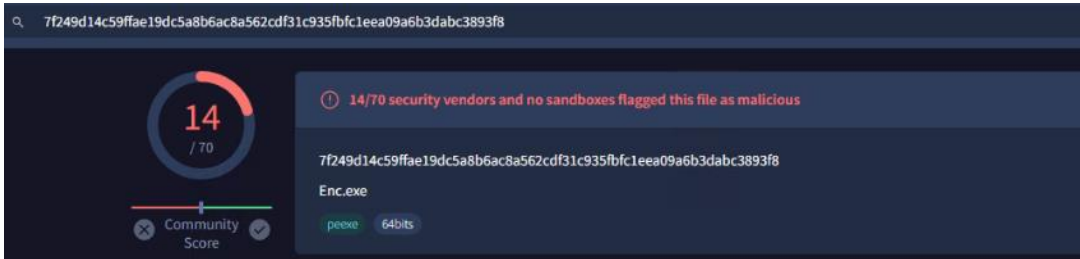 7f249d14c59ffae19dc5a8b6ac8a562cdf31c935fbfc1eea09a6b3dabc3893f8
14
/ 70
14/70 security vendors and no sandboxes flagged this file as malicious
7f249d14c59ffae19dc5a8b6ac8a562cdf31c935fbfc1eea09a6b3dabc3893f8
Enc.exe
peexe 64bits
Community
Score